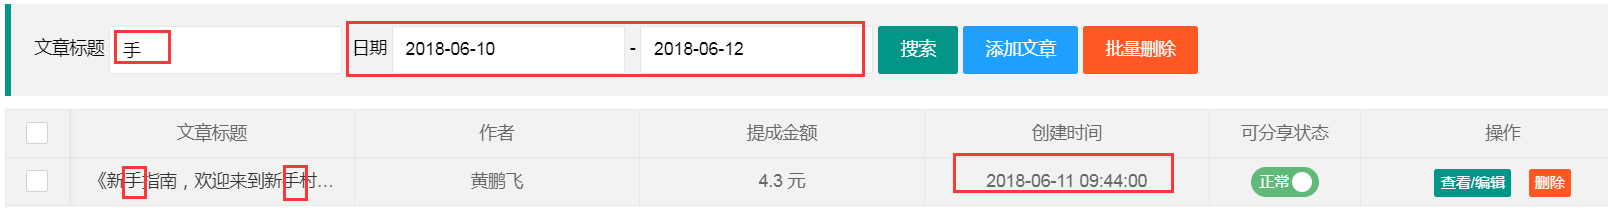 文章标题 手 日期 2018-06-10 - 2018-06-12 搜索 添加文章 批量删除
文章标题 作者 提成金额 创建时间 可分享状态 操作
《新手指南，欢迎来到新手村... 黄鹏飞 4.3 元 2018-06-11 09:44:00 正常 查看/编辑 删除